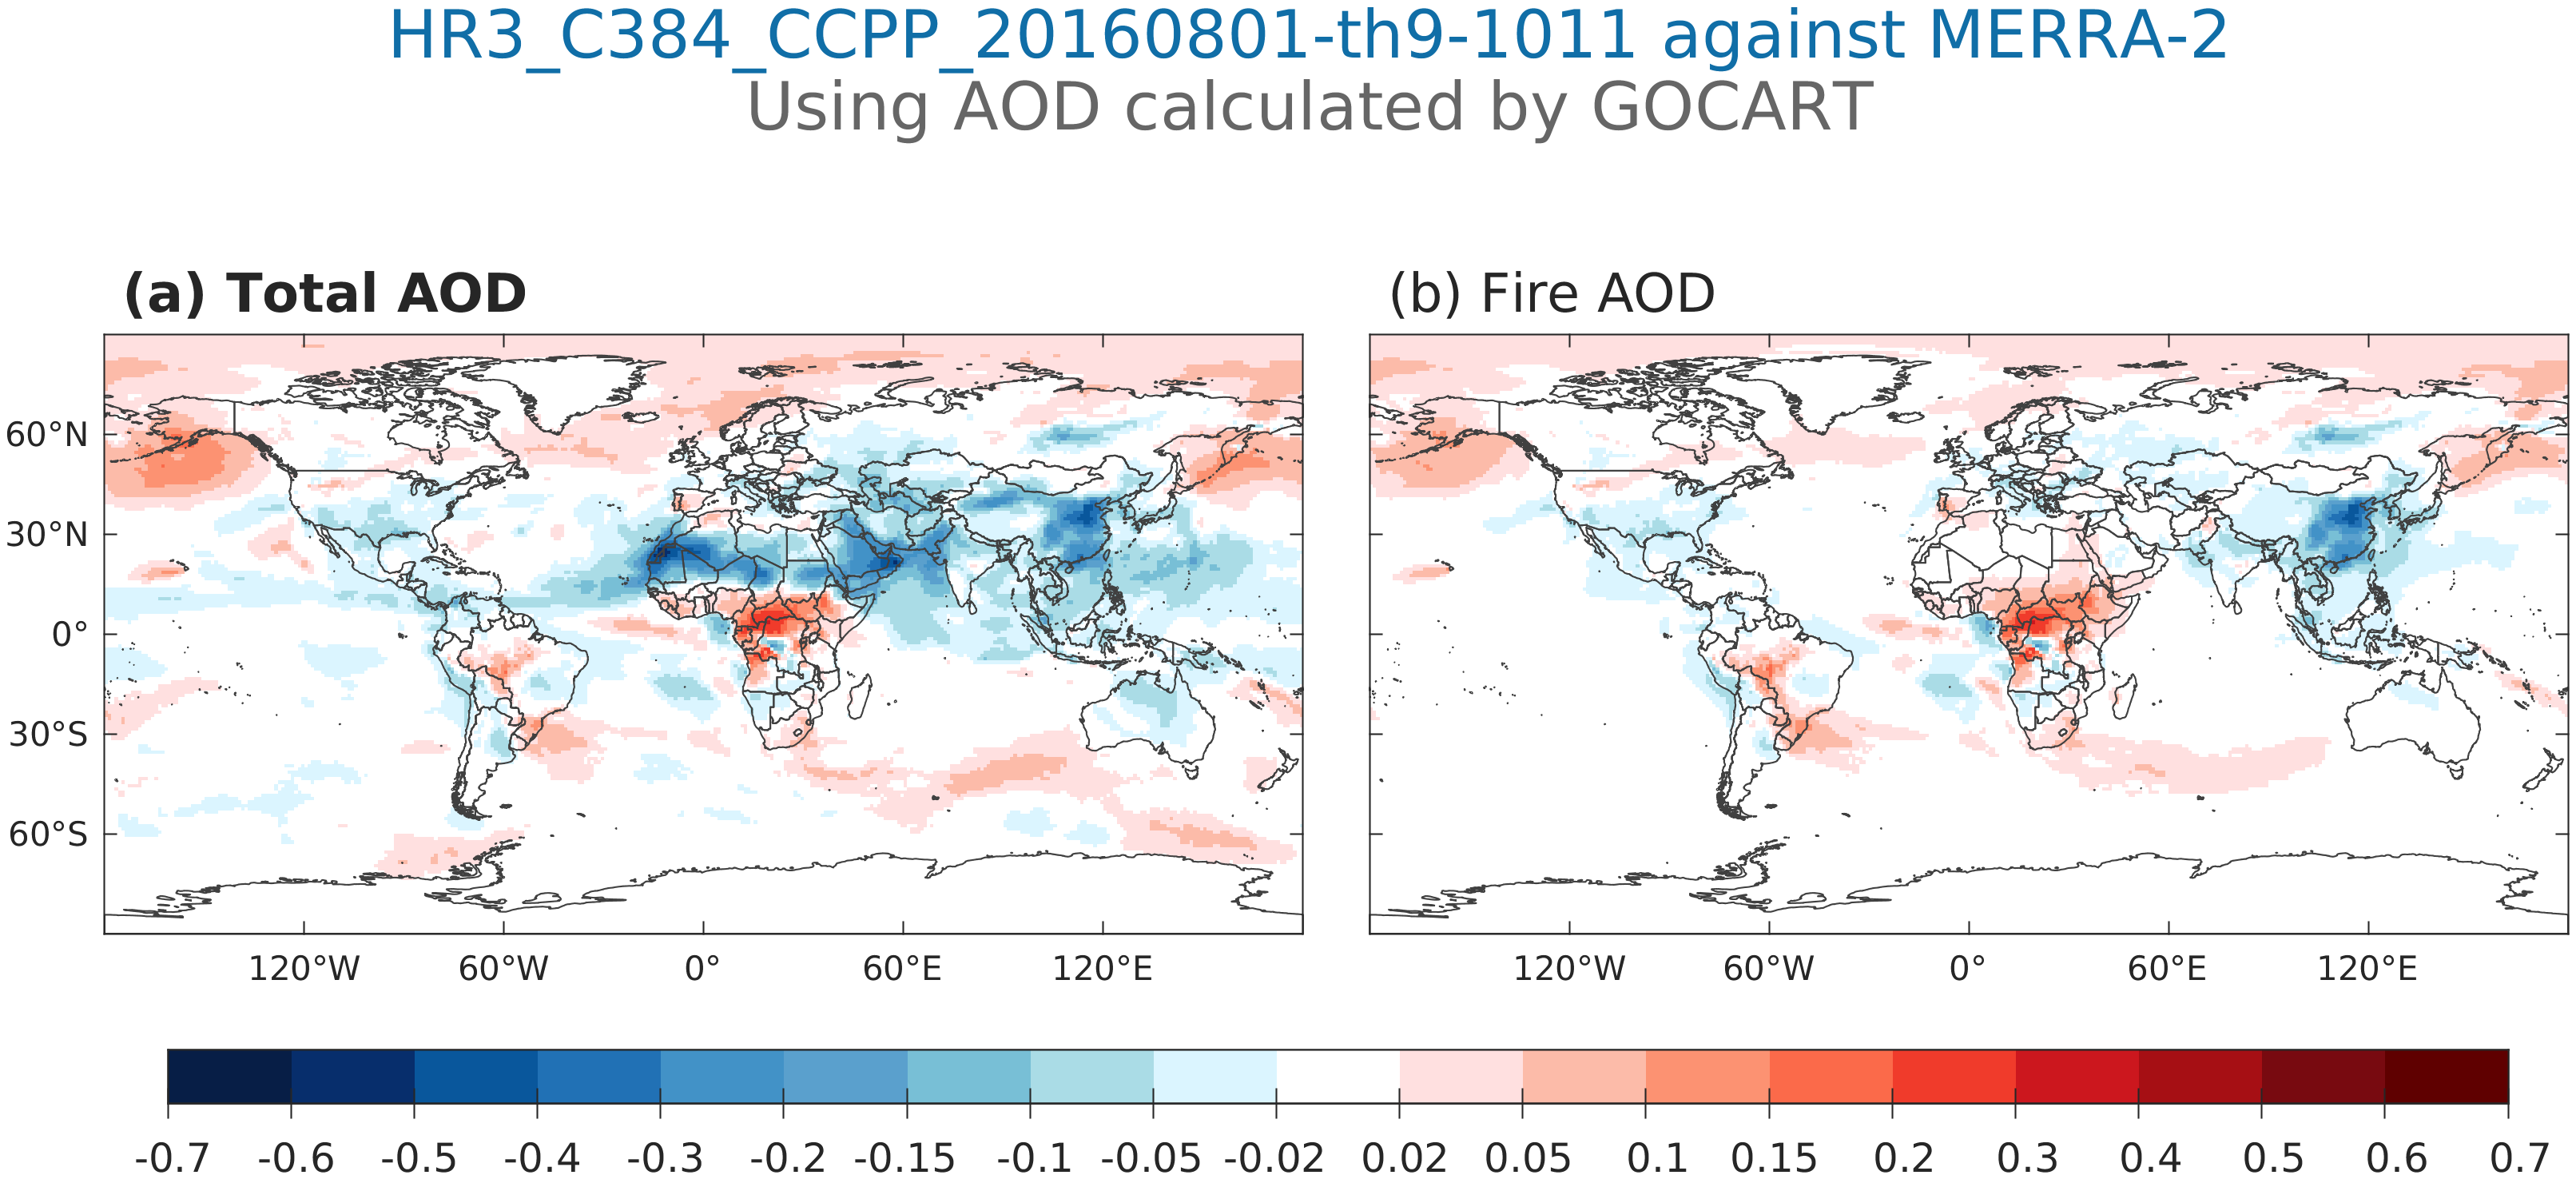 HR3_C384_CCPP_20160801-th9-1011 against MERRA-2
Using AOD calculated by GOCART
(a) Total AOD
(b) Fire AOD
60°N
30°N
0°
30°S
60°S
120°W 60°W 0° 60°E 120°E
120°W 60°W 0° 60°E 120°E
-0.7 -0.6 -0.5 -0.4 -0.3 -0.2 -0.15 -0.1 -0.05 -0.02 0.02 0.05 0.1 0.15 0.2 0.3 0.4 0.5 0.6 0.7